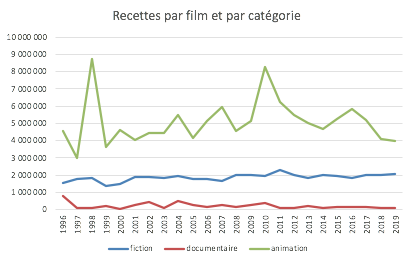 Recettes par film et par catégorie
10 000 000
9 000 000
8 000 000
7 000 000
6 000 000
5 000 000
4 000 000
3 000 000
2 000 000
1 000 000
0
1996 1997 1998 1999 2000 2001 2002 2003 2004 2005 2006 2007 2008 2009 2010 2011 2012 2013 2014 2015 2016 2017 2018 2019
fiction documentaire animation